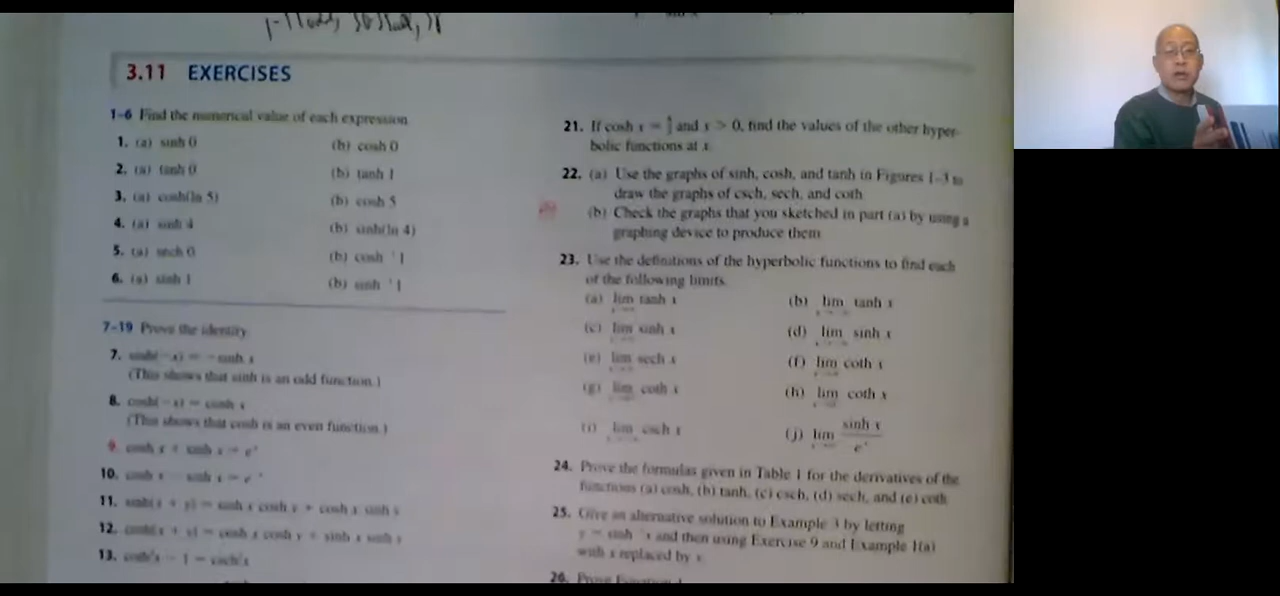 3.11 EXERCISES
1–6 Find the numerical value of each expression
1. (a) sinh 0 (b) cosh 0
2. (a) tanh 0 (b) tanh 1
3. (a) cosh(ln 5) (b) cosh 5
4. (a) sinh 4 (b) sinh(ln 4)
5. (a) sech 0 (b) cosh⁻¹ 1
6. (a) sinh 1 (b) sinh⁻¹ 1
7–19 Prove the identity
7. sinh(−x) = −sinh x
(This shows that sinh is an odd function.)
8. cosh(−x) = cosh x
(This shows that cosh is an even function.)
9. cosh x + sinh x = eˣ
10. cosh x − sinh x = e⁻ˣ
11. sinh(x + y) = sinh x cosh y + cosh x sinh y
12. cosh(x + y) = cosh x cosh y + sinh x sinh y
13. coth²x − 1 = csch²x
21. If cosh x = and x > 0, find the values of the other hyper-
bolic functions at x
22. (a) Use the graphs of sinh, cosh, and tanh in Figures 1–3 to
draw the graphs of csch, sech, and coth
(b) Check the graphs that you sketched in part (a) by using a
graphing device to produce them
23. Use the definitions of the hyperbolic functions to find each
of the following limits
(a) lim tanh x (b) lim tanh x
(c) lim sinh x (d) lim sinh x
(e) lim sech x (f) lim coth x
(g) lim coth x (h) lim coth x
(i) lim csch x (j) lim sinh x / eˣ
24. Prove the formulas given in Table 1 for the derivatives of the
functions (a) cosh, (b) tanh, (c) csch, (d) sech, and (e) coth
25. Give an alternative solution to Example 3 by letting
y = sinh⁻¹ x and then using Exercise 9 and Example 1(a)
with x replaced by y
26. Prove Equation